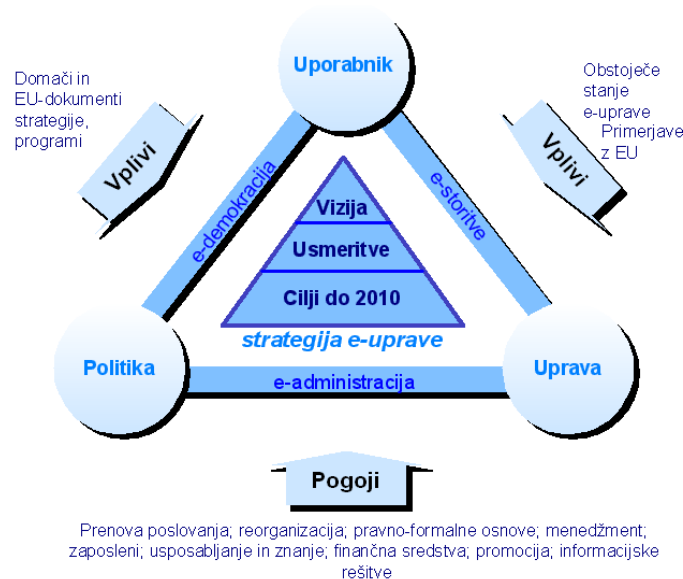 Uporabnik
Domači in
EU-dokumenti
strategije,
programi
Vplivi
Obstoječe
stanje
e-uprave
Primerjave
z EU
Vplivi
e-demokracija
e-storitve
Vizija
Usmeritve
Cilji do 2010
strategija e-uprave
Politika
e-administracija
Uprava
Pogoji
Prenova poslovanja; reorganizacija; pravno-formalne osnove; menedžment;
zaposleni; usposabljanje in znanje; finančna sredstva; promocija; informacijske
rešitve